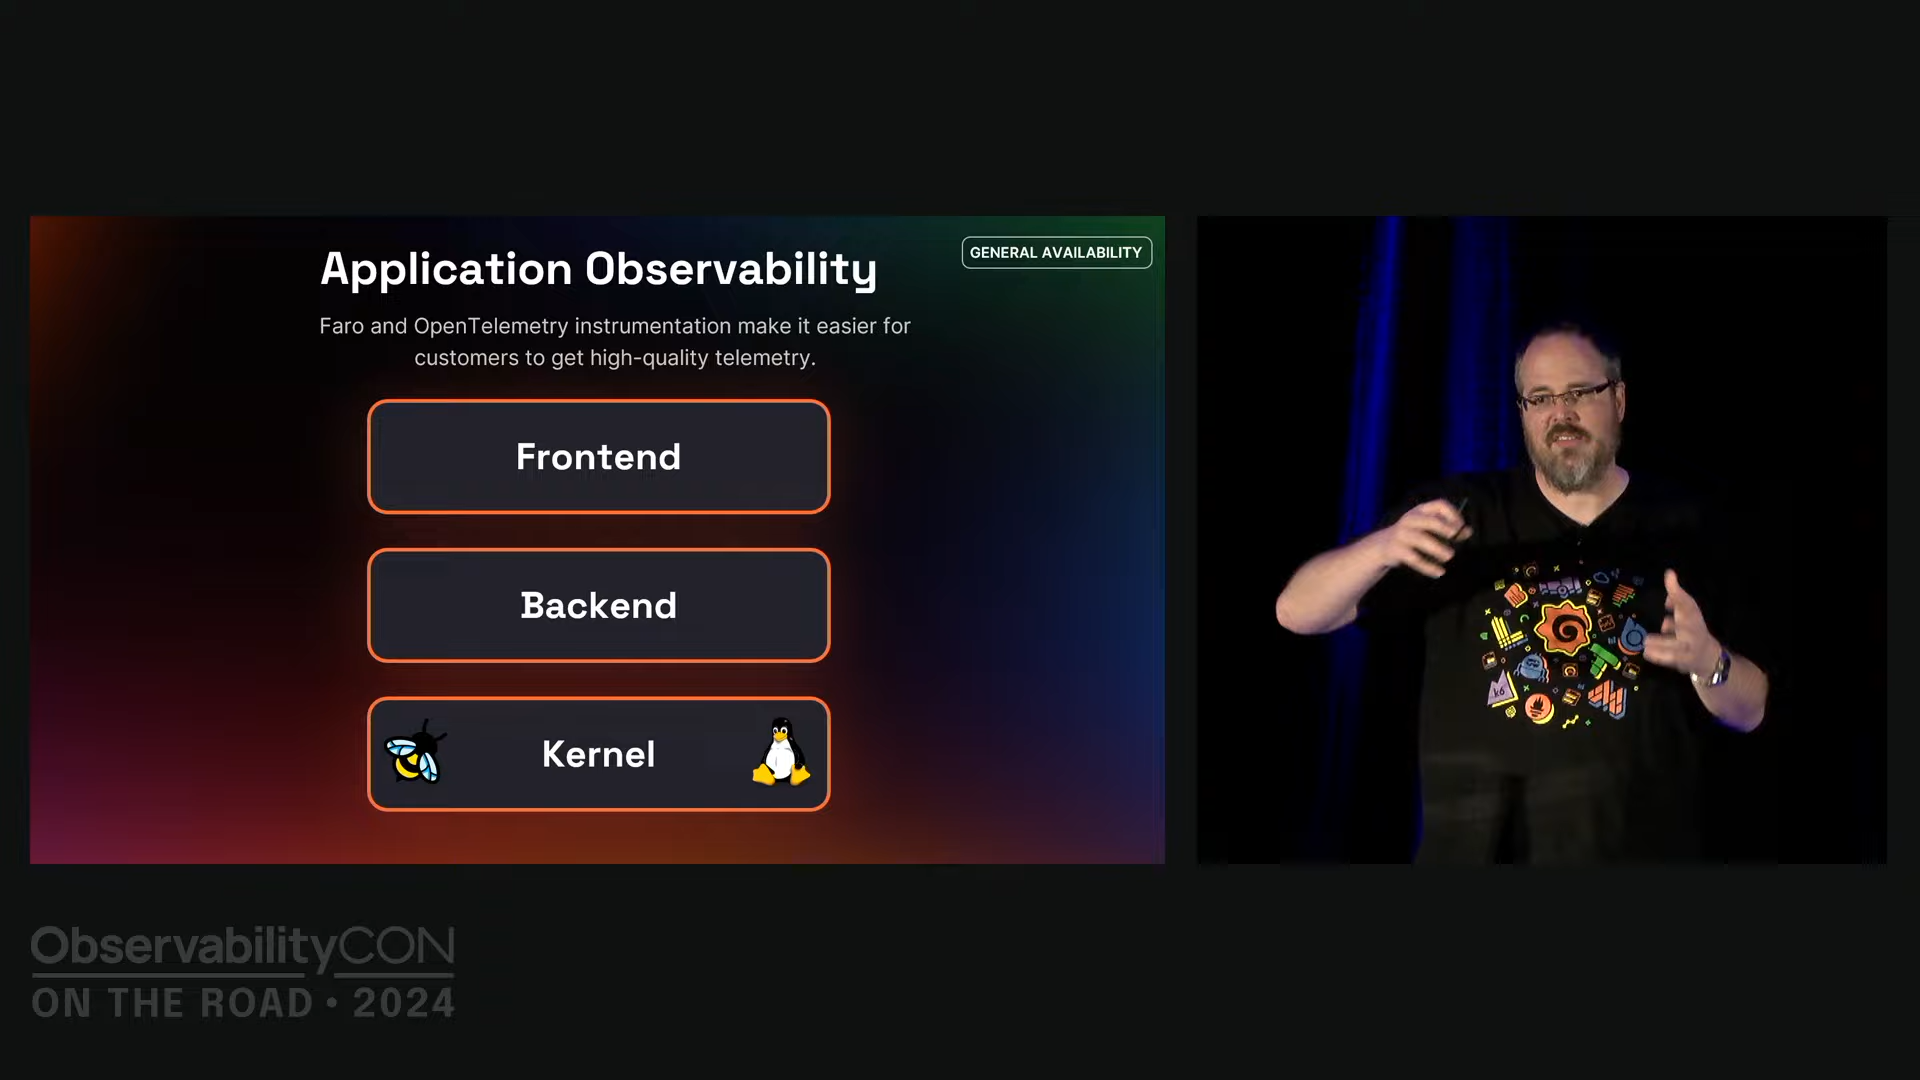 Application Observability
GENERAL AVAILABILITY
Faro and OpenTelemetry instrumentation make it easier for
customers to get high-quality telemetry.
Frontend
Backend
Kernel
k6
ObservabilityCON
ON THE ROAD • 2024